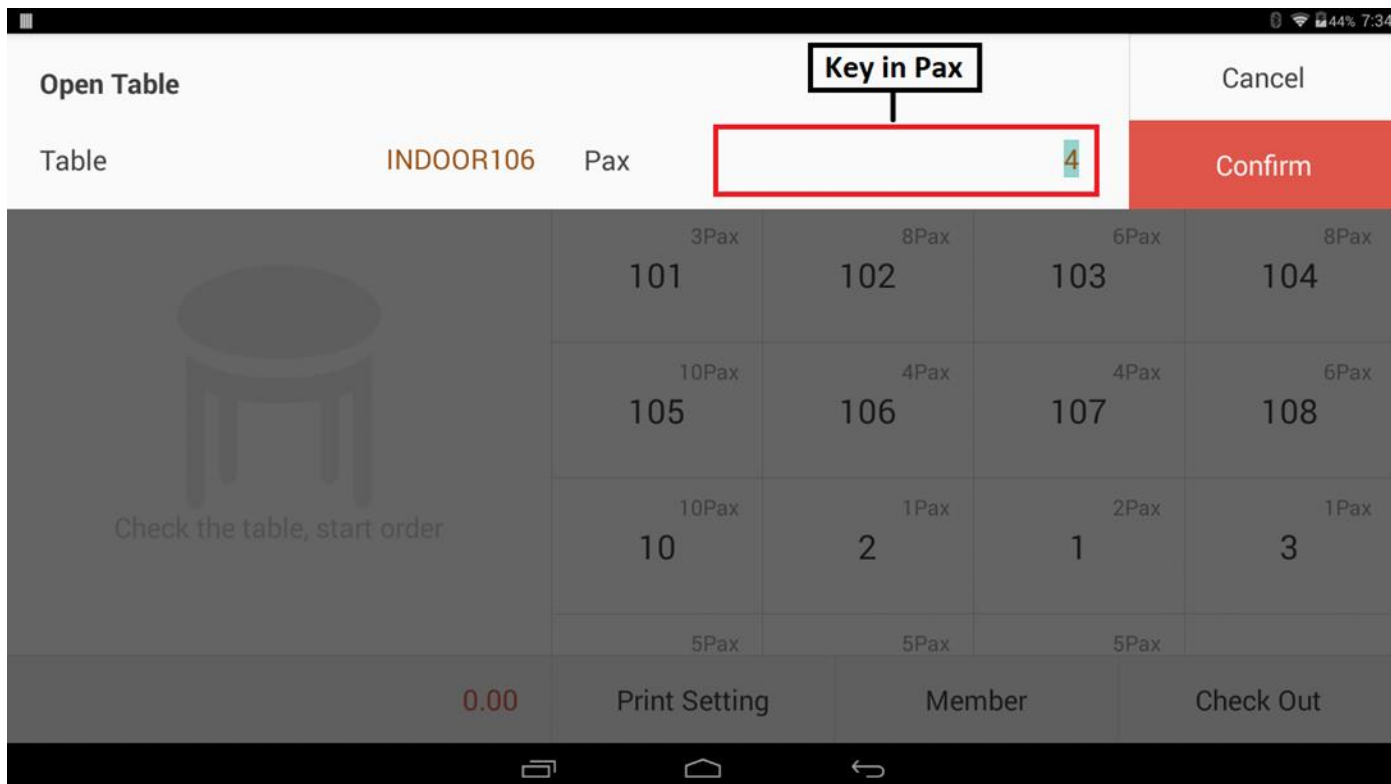 44% 7:34
Key in Pax
Open Table
Cancel
Table INDOOR106 Pax 4
Confirm
3Pax 8Pax 6Pax 8Pax
101 102 103 104
10Pax 4Pax 4Pax 6Pax
105 106 107 108
10Pax 1Pax 2Pax 1Pax
10 2 1 3
Check the table, start order
5Pax 5Pax 5Pax
0.00 Print Setting Member Check Out